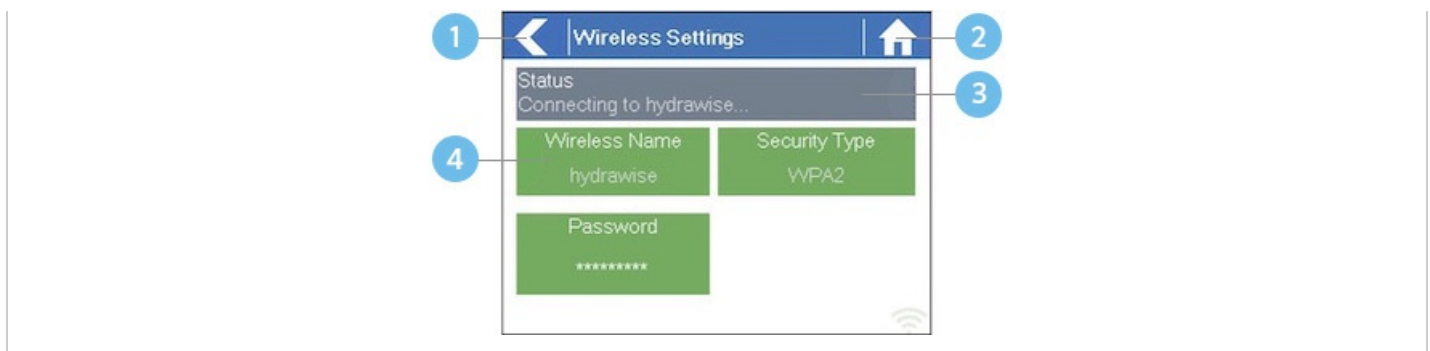 1
Wireless Settings
2
Status
Connecting to hydrawise...
3
4
Wireless Name
hydrawise
Security Type
WPA2
Password
*********